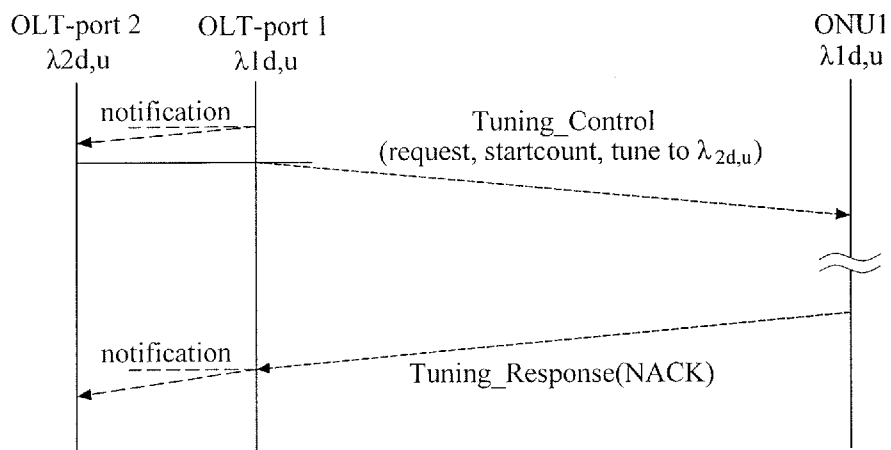 OLT-port 2 OLT-port 1 ONU1
λ2d,u λ1d,u λ1d,u
notification
Tuning_Control
(request, startcount, tune to λ2d,u)
notification
Tuning_Response(NACK)